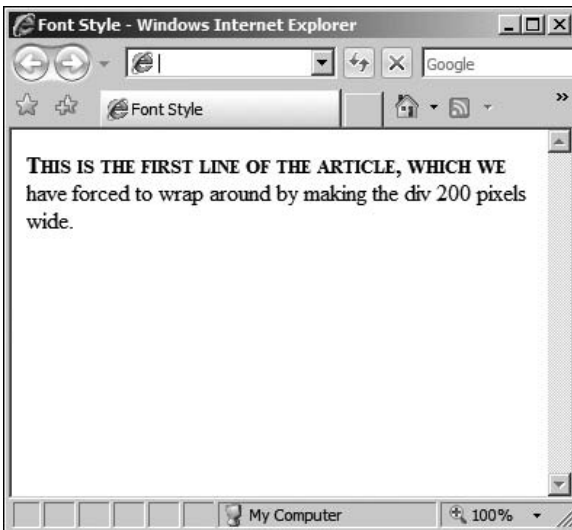 Font Style - Windows Internet Explorer
Google
Font Style
»
THIS IS THE FIRST LINE OF THE ARTICLE, WHICH WE
have forced to wrap around by making the div 200 pixels
wide.
My Computer
100%